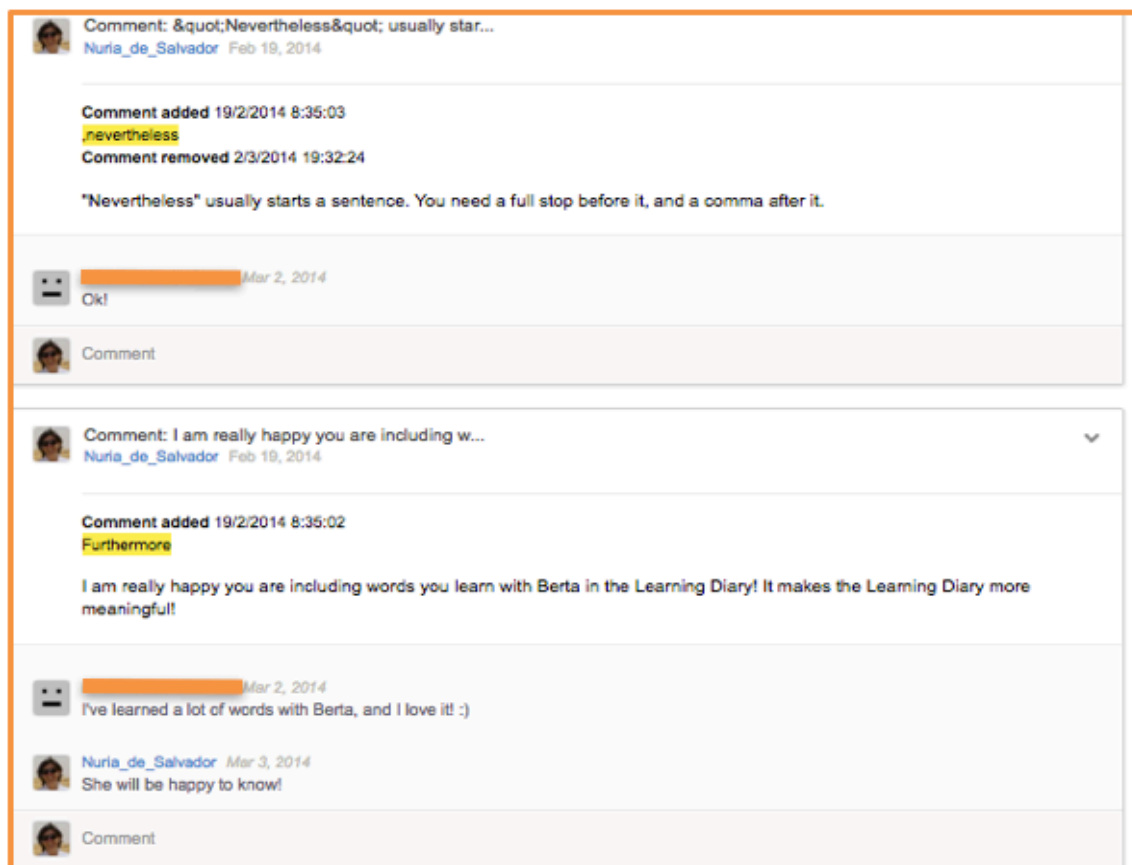 Comment: &quot;Nevertheless&quot; usually star...
Nuria_de_Salvador Feb 19, 2014
Comment added 19/2/2014 8:35:03
,nevertheless
Comment removed 2/3/2014 19:32:24
"Nevertheless" usually starts a sentence. You need a full stop before it, and a comma after it.
Mar 2, 2014
Ok!
Comment
Comment: I am really happy you are including w...
Nuria_de_Salvador Feb 19, 2014
Comment added 19/2/2014 8:35:02
Furthermore
I am really happy you are including words you learn with Berta in the Learning Diary! It makes the Learning Diary more
meaningful!
Mar 2, 2014
I've learned a lot of words with Berta, and I love it! :)
Nuria_de_Salvador Mar 3, 2014
She will be happy to know!
Comment